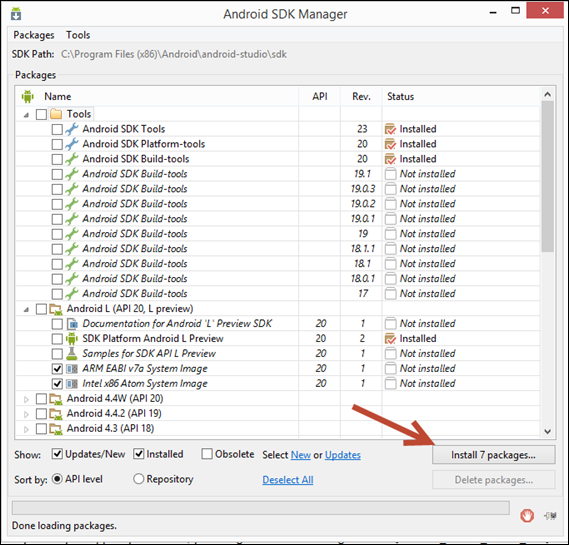 Android SDK Manager
Packages Tools
SDK Path: C:\Program Files (x86)\Android\android-studio\sdk
Packages
Name API Rev. Status
Tools
Android SDK Tools 23 Installed
Android SDK Platform-tools 20 Installed
Android SDK Build-tools 20 Installed
Android SDK Build-tools 19.1 Not installed
Android SDK Build-tools 19.0.3 Not installed
Android SDK Build-tools 19.0.2 Not installed
Android SDK Build-tools 19.0.1 Not installed
Android SDK Build-tools 19 Not installed
Android SDK Build-tools 18.1.1 Not installed
Android SDK Build-tools 18.1 Not installed
Android SDK Build-tools 18.0.1 Not installed
Android SDK Build-tools 17 Not installed
Android L (API 20, L preview)
Documentation for Android 'L' Preview SDK 20 1 Not installed
SDK Platform Android L Preview 20 2 Installed
Samples for SDK API L Preview 20 1 Not installed
ARM EABI v7a System Image 20 1 Not installed
Intel x86 Atom System Image 20 1 Not installed
Android 4.4W (API 20)
Android 4.4.2 (API 19)
Android 4.3 (API 18)
Show: Updates/New Installed Obsolete Select New or Updates Install 7 packages...
Sort by: API level Repository Deselect All Delete packages...
Done loading packages.